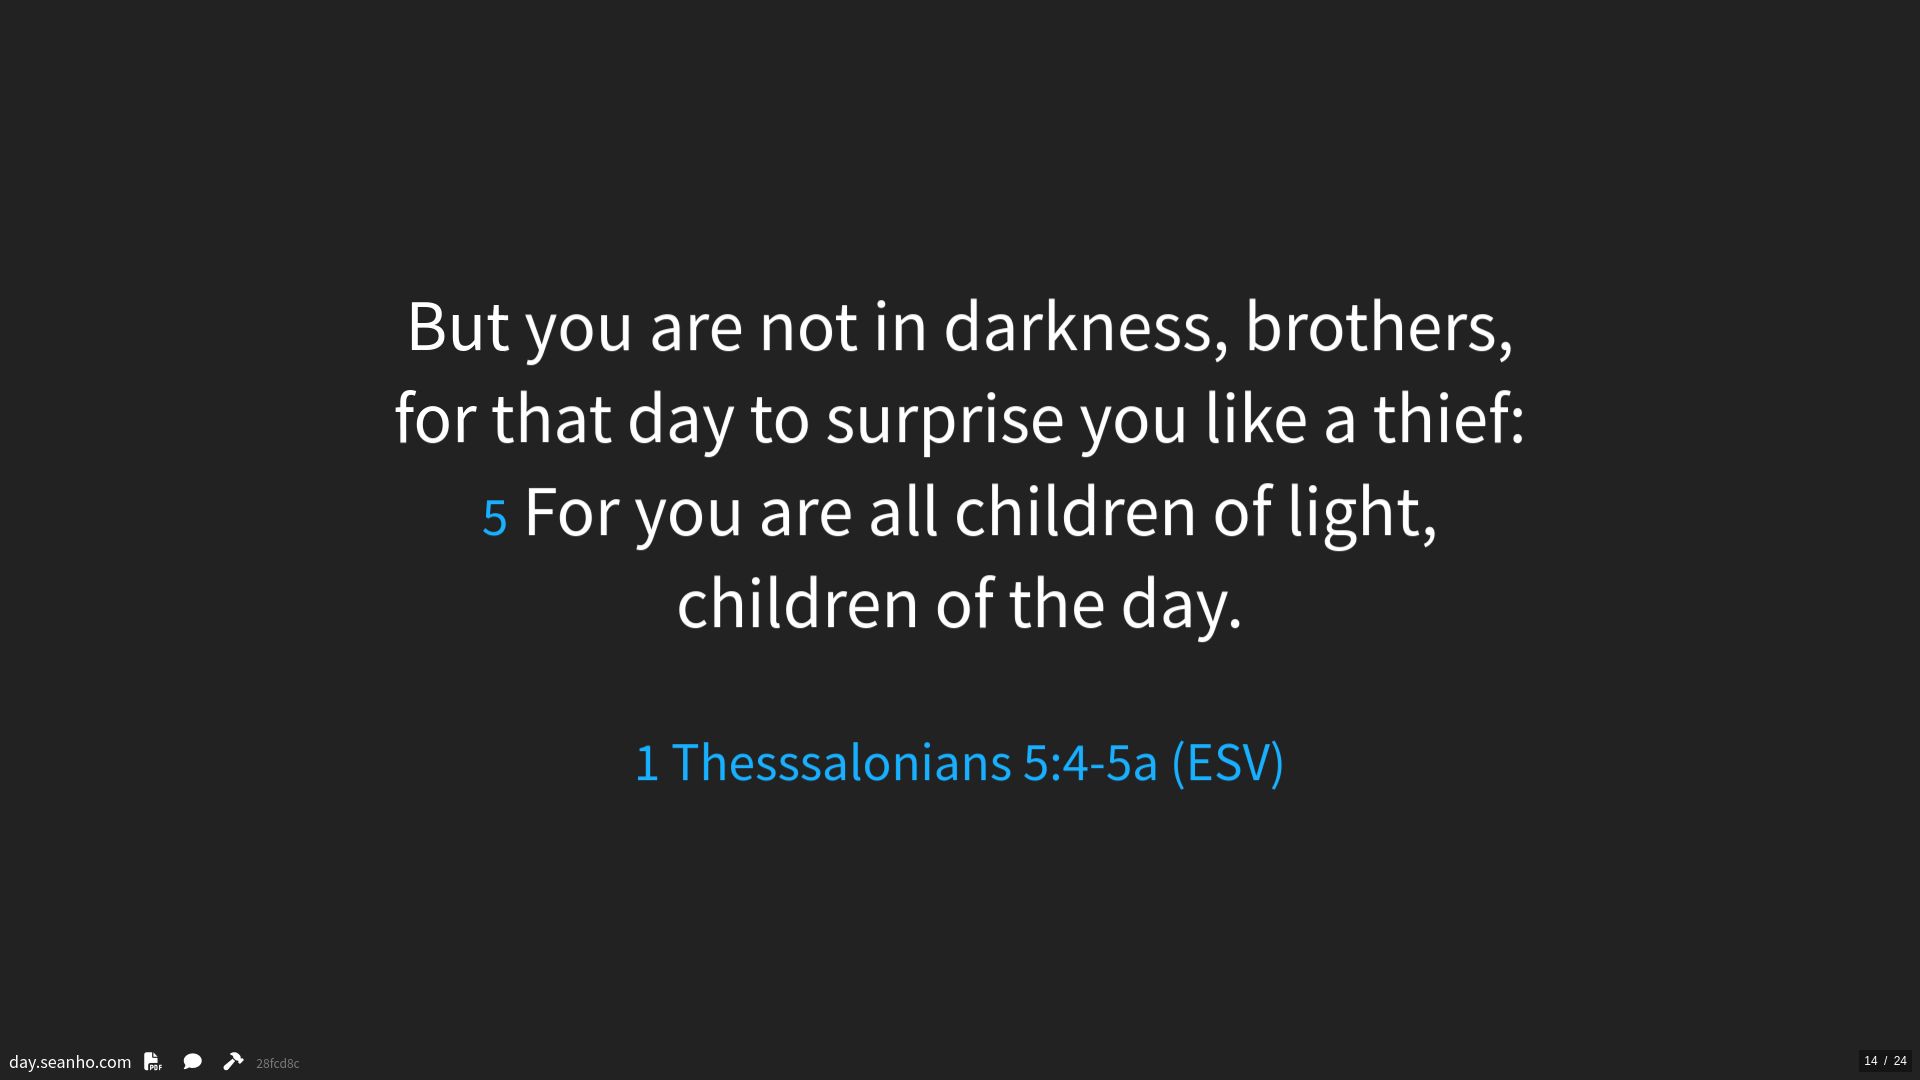 But you are not in darkness, brothers,
for that day to surprise you like a thief:
5 For you are all children of light,
children of the day.
1 Thesssalonians 5:4-5a (ESV)
day.seanho.com PDF 28fcd8c
14 / 24